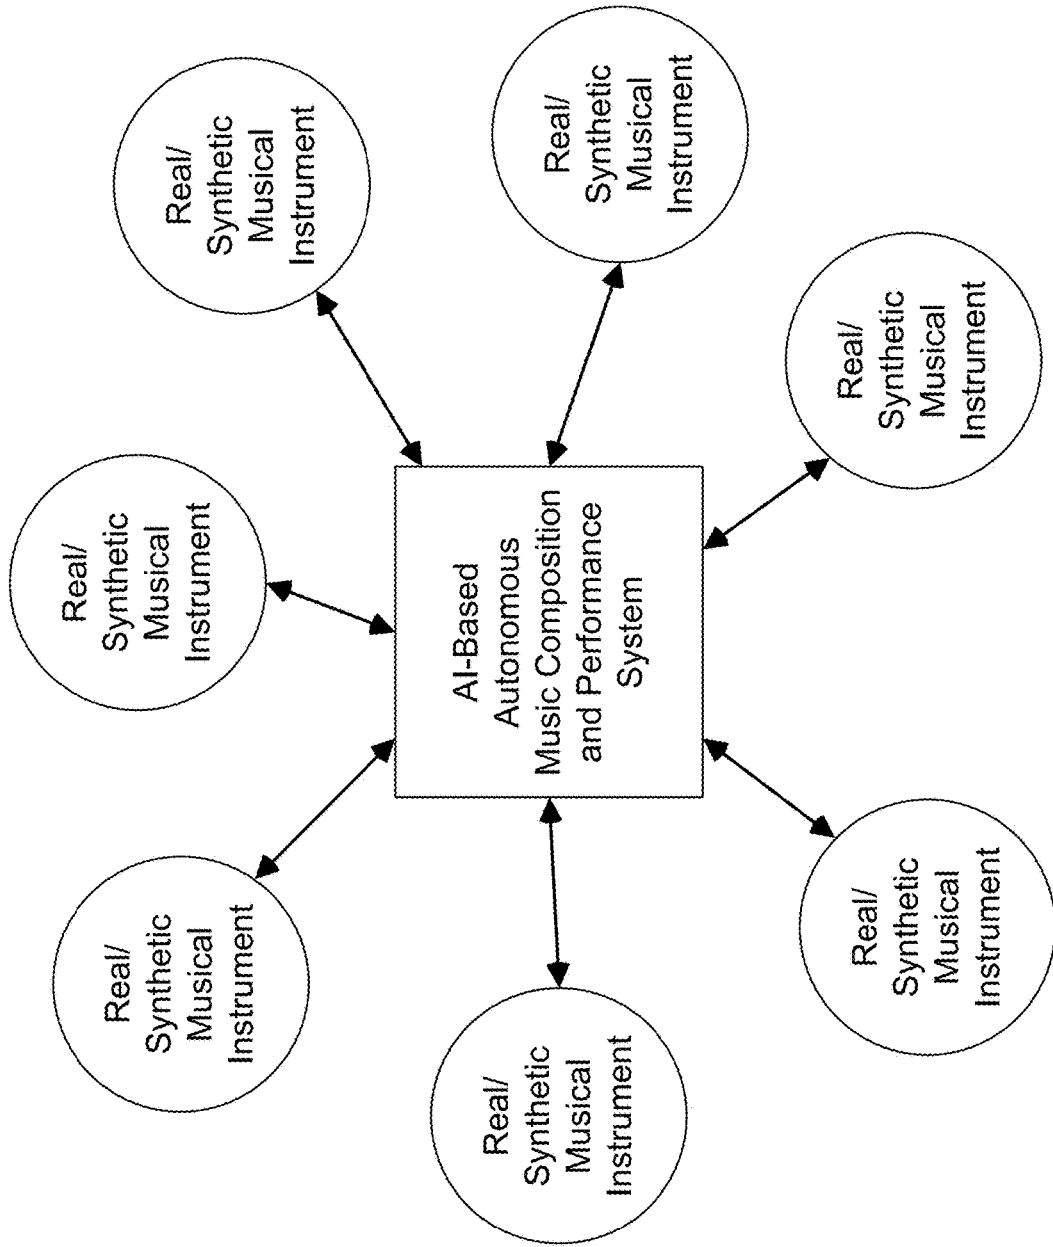 Real/
Synthetic
Musical
Instrument
Real/
Synthetic
Musical
Instrument
Real/
Synthetic
Musical
Instrument
Real/
Synthetic
Musical
Instrument
AI-Based
Autonomous
Music Composition
and Performance
System
Real/
Synthetic
Musical
Instrument
Real/
Synthetic
Musical
Instrument
Real/
Synthetic
Musical
Instrument